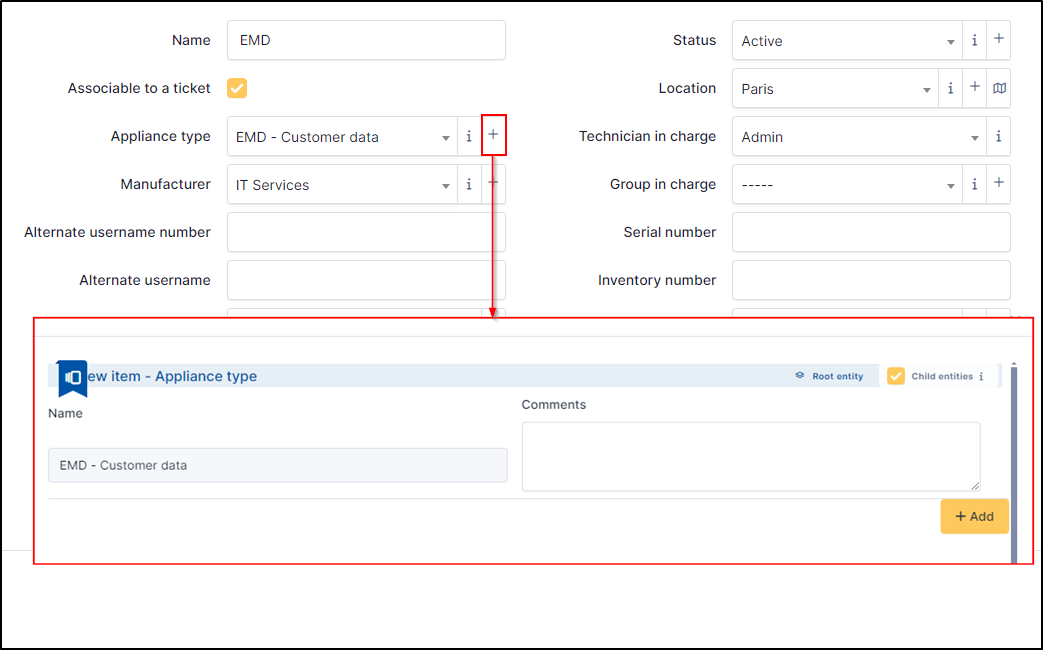 Name EMD Status Active
Associable to a ticket Location Paris
Appliance type EMD - Customer data Technician in charge Admin
Manufacturer IT Services Group in charge -----
Alternate username number Serial number
Alternate username Inventory number
ew item - Appliance type Root entity Child entities
Comments
Name
EMD - Customer data
+ Add